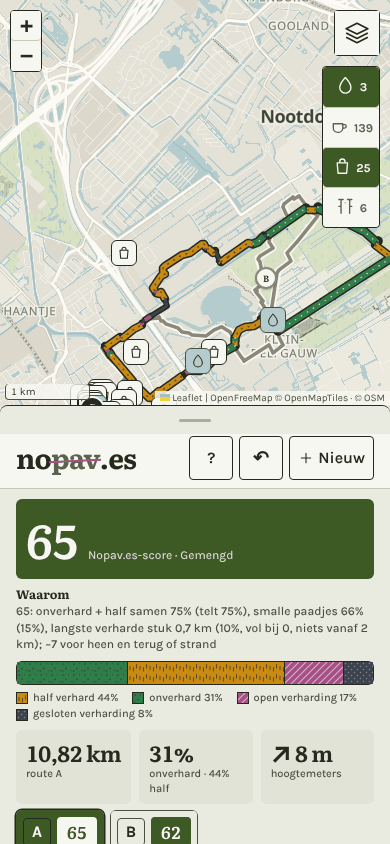 +
GOOLAND
−
3
Nootdo
139
25
6
B
HAANTJE
KLEIN-
GAUW
1 km
Leaflet | OpenFreeMap © OpenMapTiles · © OSM
nopav.es
?
↶
+ Nieuw
65
Nopav.es-score · Gemengd
Waarom
65: onverhard + half samen 75% (telt 75%), smalle paadjes 66%
(15%), langste verharde stuk 0,7 km (10%, vol bij 0, niets vanaf 2
km); −7 voor heen en terug of strand
half verhard 44%
onverhard 31%
open verharding 17%
gesloten verharding 8%
10,82 km
route A
31%
onverhard · 44%
half
↗ 8 m
hoogtemeters
A 65
B 62